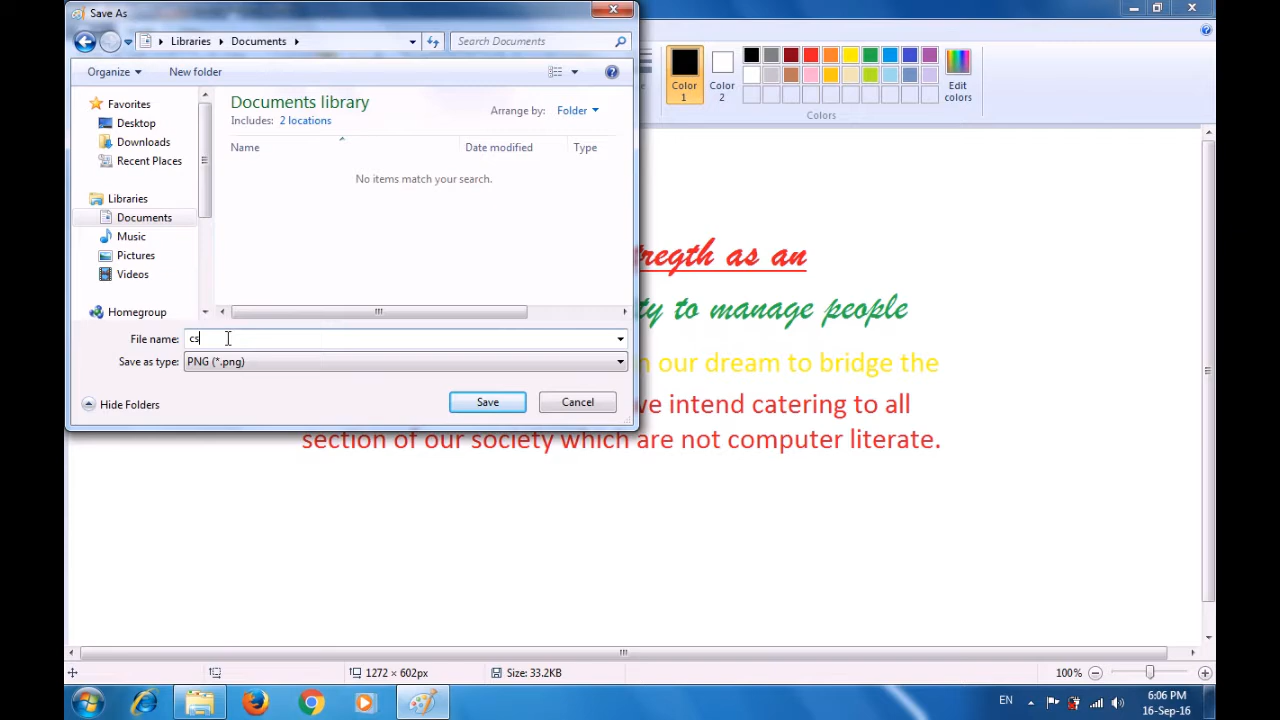 Save As
Libraries Documents
Search Documents
Organize
New folder
Favorites
Desktop
Downloads
Recent Places
Libraries
Documents
Music
Pictures
Videos
Homegroup
Documents library
Includes: 2 locations
Arrange by: Folder
Name Date modified Type
No items match your search.
File name: cs
Save as type: PNG (*.png)
Hide Folders
Save
Cancel
Color 1
Color 2
Edit colors
Colors
as an
to manage people
our dream to bridge the
intend catering to all
section of our society which are not computer literate.
1272 × 602px
Size: 33.2KB
100%
EN
6:06 PM
16-Sep-16